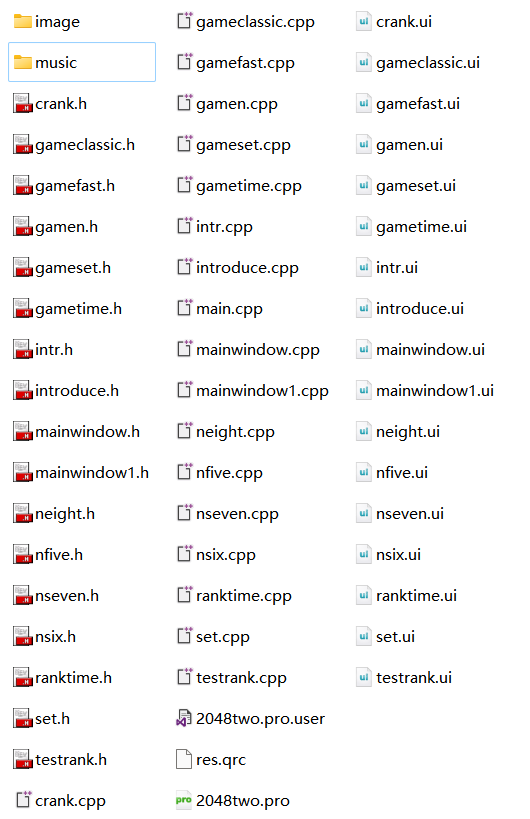 image
music
crank.h
gameclassic.h
gamefast.h
gamen.h
gameset.h
gametime.h
intr.h
introduce.h
mainwindow.h
mainwindow1.h
neight.h
nfive.h
nseven.h
nsix.h
ranktime.h
set.h
testrank.h
crank.cpp
gameclassic.cpp
gamefast.cpp
gamen.cpp
gameset.cpp
gametime.cpp
intr.cpp
introduce.cpp
main.cpp
mainwindow.cpp
mainwindow1.cpp
neight.cpp
nfive.cpp
nseven.cpp
nsix.cpp
ranktime.cpp
set.cpp
testrank.cpp
2048two.pro.user
res.qrc
2048two.pro
crank.ui
gameclassic.ui
gamefast.ui
gamen.ui
gameset.ui
gametime.ui
intr.ui
introduce.ui
mainwindow.ui
mainwindow1.ui
neight.ui
nfive.ui
nseven.ui
nsix.ui
ranktime.ui
set.ui
testrank.ui